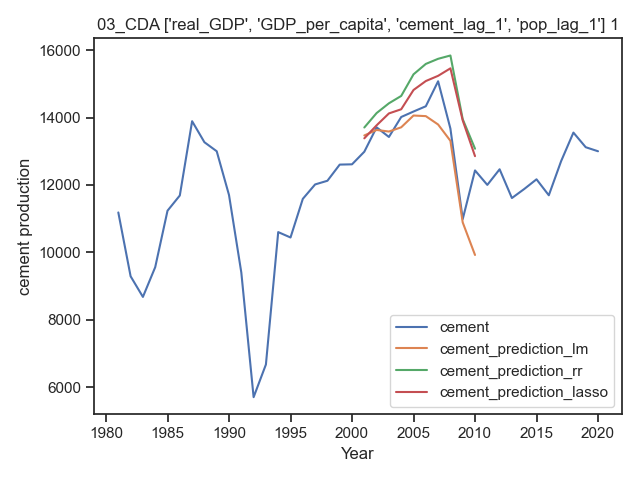 03_CDA ['real_GDP', 'GDP_per_capita', 'cement_lag_1', 'pop_lag_1'] 1
16000
14000
12000
10000
8000
6000
cement production
cement
cement_prediction_lm
cement_prediction_rr
cement_prediction_lasso
1980 1985 1990 1995 2000 2005 2010 2015 2020
Year